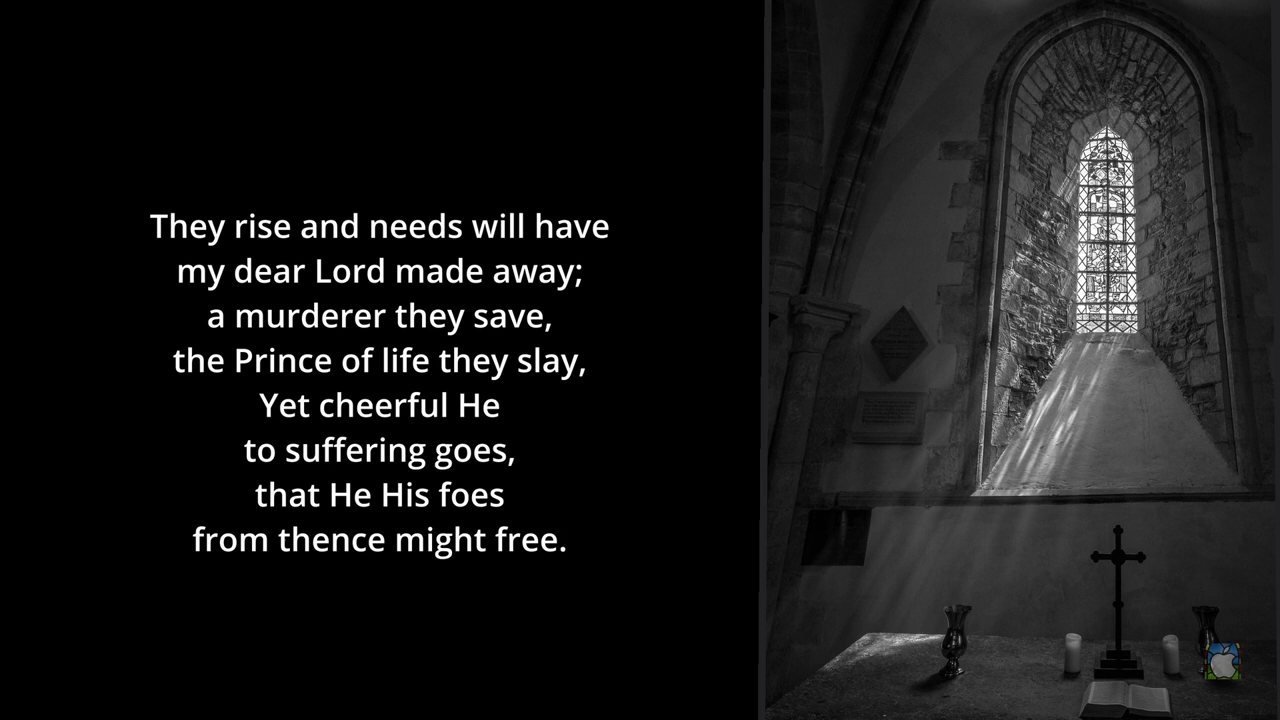 They rise and needs will have
my dear Lord made away;
a murderer they save,
the Prince of life they slay,
Yet cheerful He
to suffering goes,
that He His foes
from thence might free.